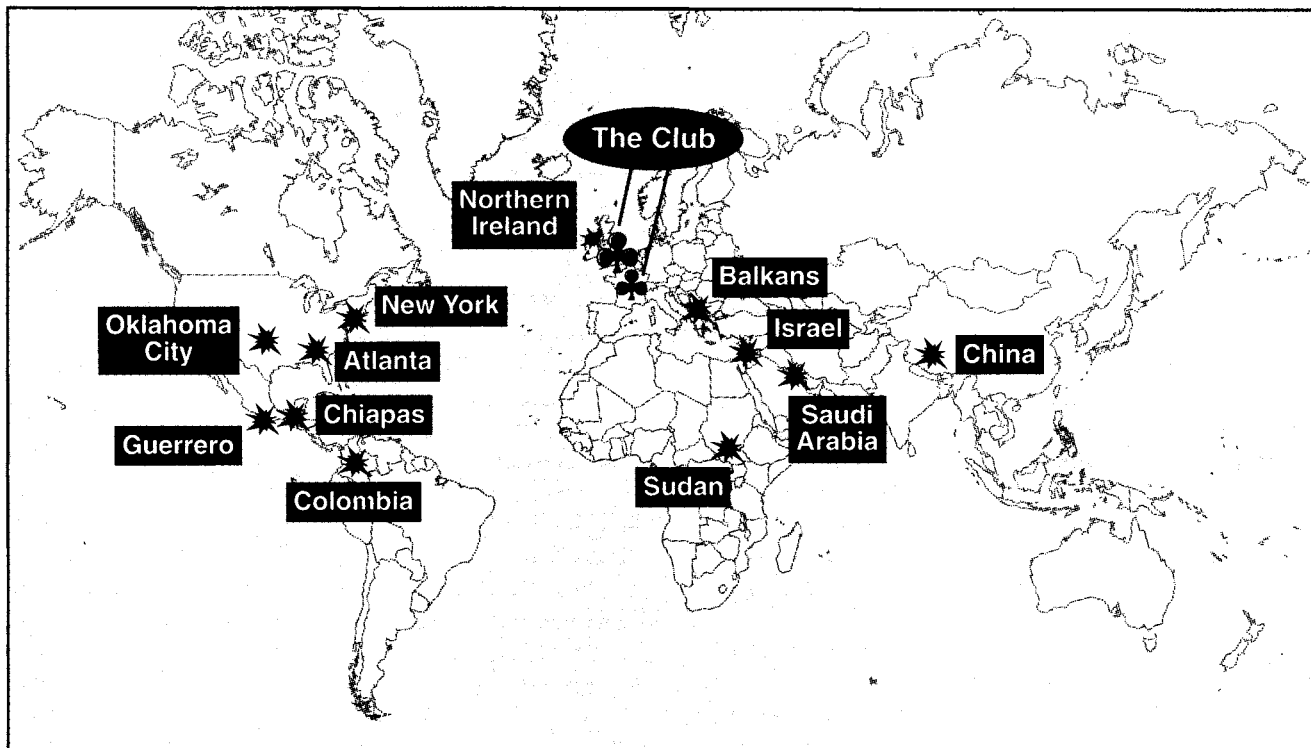 The Club
Northern
Ireland
Balkans
New York
Oklahoma
City
Israel
Atlanta
China
Chiapas
Saudi
Arabia
Guerrero
Sudan
Colombia